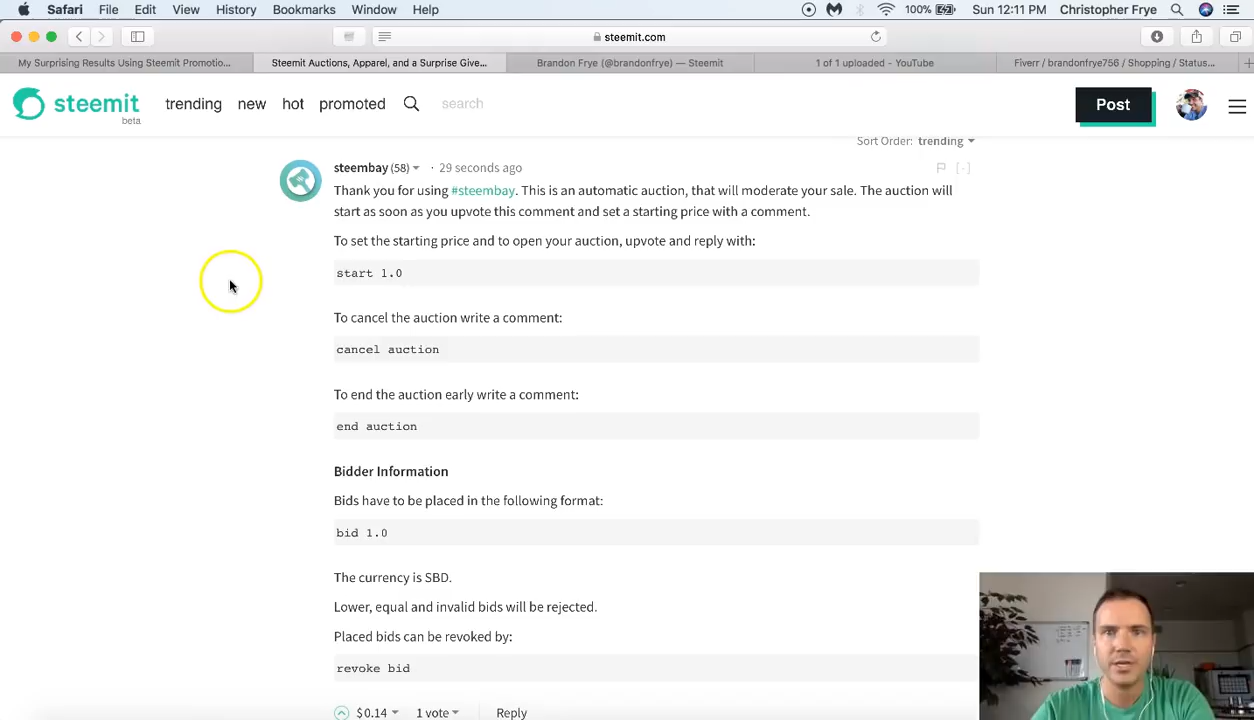 Safari File Edit View History Bookmarks Window Help 100% Sun 12:11 PM Christopher Frye
steemit.com
My Surprising Results Using Steemit Promotio... Steemit Auctions, Apparel, and a Surprise Give... Brandon Frye (@brandonfrye) — Steemit 1 of 1 uploaded - YouTube Fiverr / brandonfrye756 / Shopping / Status...
steemit beta trending new hot promoted search Post
Sort Order: trending
steembay (58) · 29 seconds ago [-]
Thank you for using #steembay. This is an automatic auction, that will moderate your sale. The auction will
start as soon as you upvote this comment and set a starting price with a comment.
To set the starting price and to open your auction, upvote and reply with:
start 1.0
To cancel the auction write a comment:
cancel auction
To end the auction early write a comment:
end auction
Bidder Information
Bids have to be placed in the following format:
bid 1.0
The currency is SBD.
Lower, equal and invalid bids will be rejected.
Placed bids can be revoked by:
revoke bid
$0.14 1 vote Reply